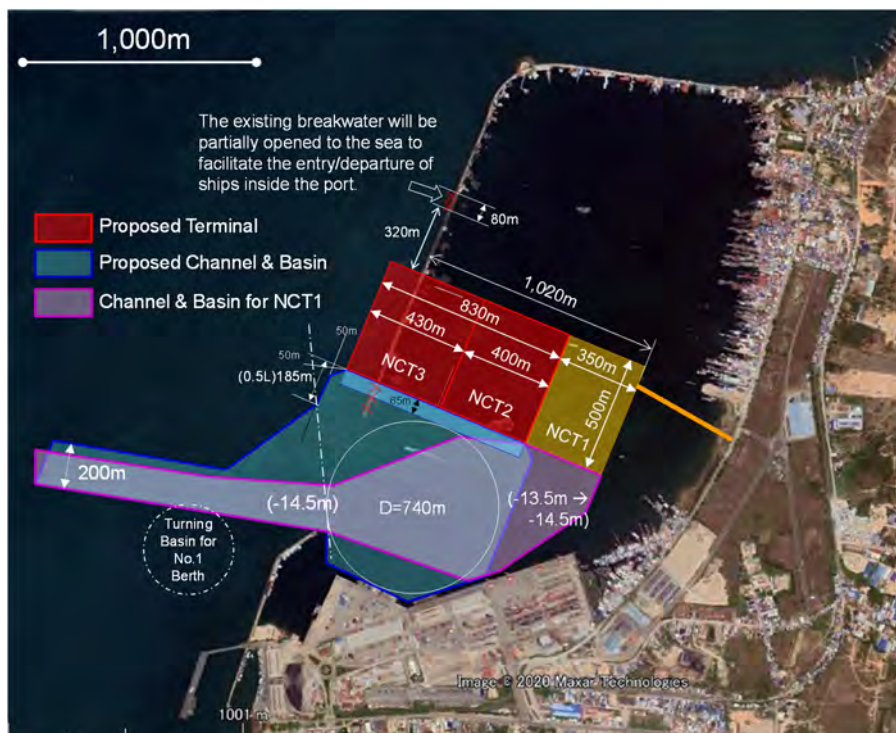 1,000m
The existing breakwater will be
partially opened to the sea to
facilitate the entry/departure of
ships inside the port.
Proposed Terminal
Proposed Channel & Basin
Channel & Basin for NCT1
80m
320m
1,020m
830m
430m
400m
350m
500m
50m
50m
(0.5L)185m
NCT3
NCT2
NCT1
85m
200m
(-14.5m)
D=740m
(-13.5m →
-14.5m)
Turning
Basin for
No.1
Berth
Image © 2020 Maxar Technologies
1001 m